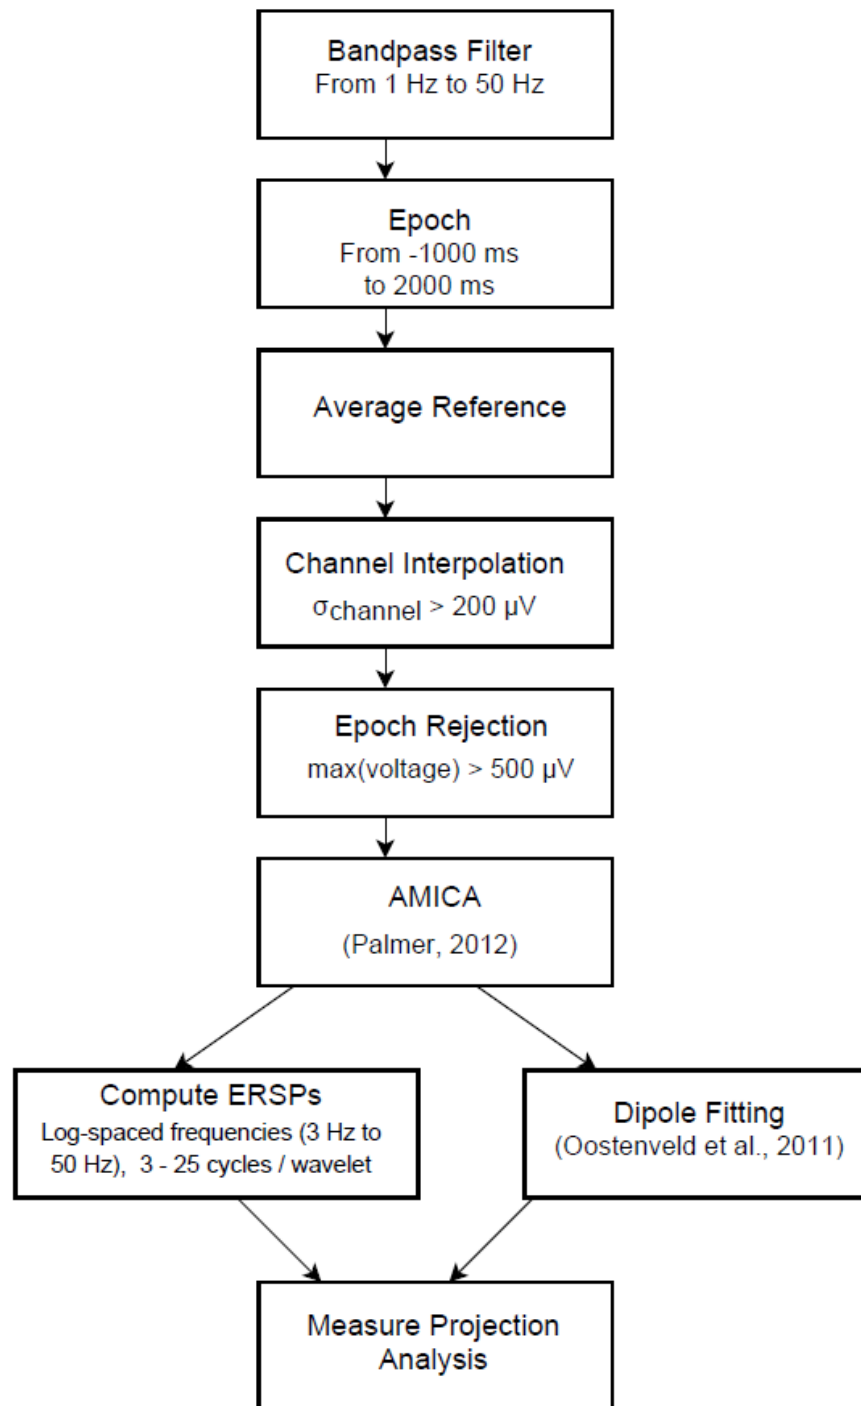 Bandpass Filter
From 1 Hz to 50 Hz
Epoch
From -1000 ms
to 2000 ms
Average Reference
Channel Interpolation
σchannel > 200 µV
Epoch Rejection
max(voltage) > 500 µV
AMICA
(Palmer, 2012)
Compute ERSPs
Log-spaced frequencies (3 Hz to
50 Hz), 3 - 25 cycles / wavelet
Dipole Fitting
(Oostenveld et al., 2011)
Measure Projection
Analysis